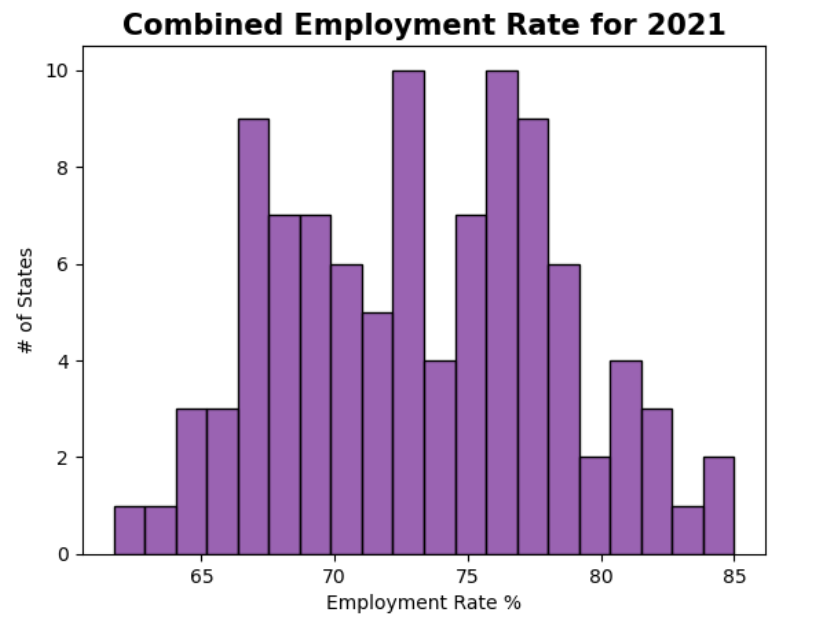 Combined Employment Rate for 2021
10
8
6
4
2
0
# of States
65 70 75 80 85
Employment Rate %